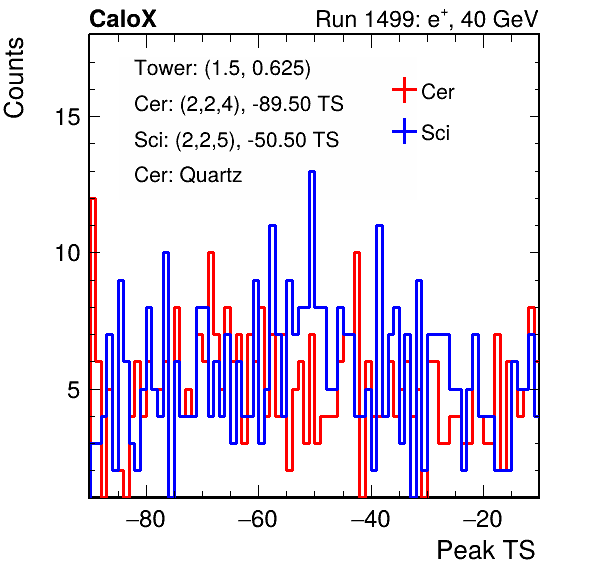 CaloX
Run 1499: e+, 40 GeV
Counts
Tower: (1.5, 0.625)
Cer: (2,2,4), -89.50 TS
Sci: (2,2,5), -50.50 TS
Cer: Quartz
Cer
Sci
15
10
5
−80 −60 −40 −20
Peak TS